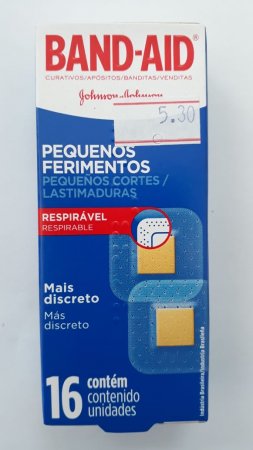 BAND-AID®
CURATIVOS/APÓSITOS/BANDITAS/VENDITAS
Johnson & Johnson
5.30
PEQUENOS
FERIMENTOS
PEQUEÑOS CORTES /
LASTIMADURAS
RESPIRÁVEL
RESPIRABLE
Mais
discreto
Más
discreto
16 contém
contenido
unidades
Indústria Brasileira/Industria Brasileña